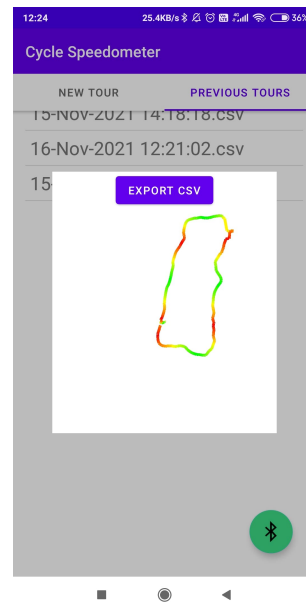 12:24 25.4KB/s 36%
Cycle Speedometer
NEW TOUR PREVIOUS TOURS
15-Nov-2021 14:18:18.csv
16-Nov-2021 12:21:02.csv
15-
EXPORT CSV